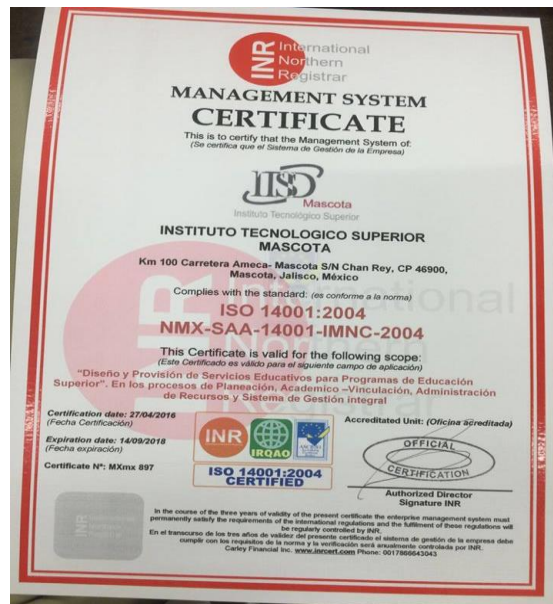 INR International
Northern
Registrar
MANAGEMENT SYSTEM
CERTIFICATE
This is to certify that the Management System of:
(Se certifica que el Sistema de Gestión de la Empresa)
ITS
Mascota
Instituto Tecnológico Superior
INSTITUTO TECNOLOGICO SUPERIOR
MASCOTA
Km 100 Carretera Ameca- Mascota S/N Chan Rey, CP 46900,
Mascota, Jalisco, México
Complies with the standard: (es conforme a la norma)
ISO 14001:2004
NMX-SAA-14001-IMNC-2004
This Certificate is valid for the following scope:
(Este Certificado es válido para el siguiente campo de aplicación)
"Diseño y Provisión de Servicios Educativos para Programas de Educación
Superior". En los procesos de Planeación, Academico –Vinculación, Administración
de Recursos y Sistema de Gestión integral
Certification date: 27/04/2016
(Fecha Certificación)
Expiration date: 14/09/2018
(Fecha expiración)
Certificate Nº: MXmx 897
INR
IRQAO
ISO 14001:2004
CERTIFIED
Accredited Unit: (Oficina acreditada)
OFFICIAL
CERTIFICATION
Authorized Director
Signature INR
In the course of the three years of validity of the present certificate the enterprise management system must
permanently satisfy the requirements of the international regulations and the fulfilment of these regulations will
be regularly controlled by INR.
En el transcurso de los tres años de validez del presente certificado el sistema de gestión de la empresa debe
cumplir con los requisitos de la norma y la verificación será anualmente controlada por INR.
Carley Financial Inc. www.inrcert.com Phone: 0017866643043